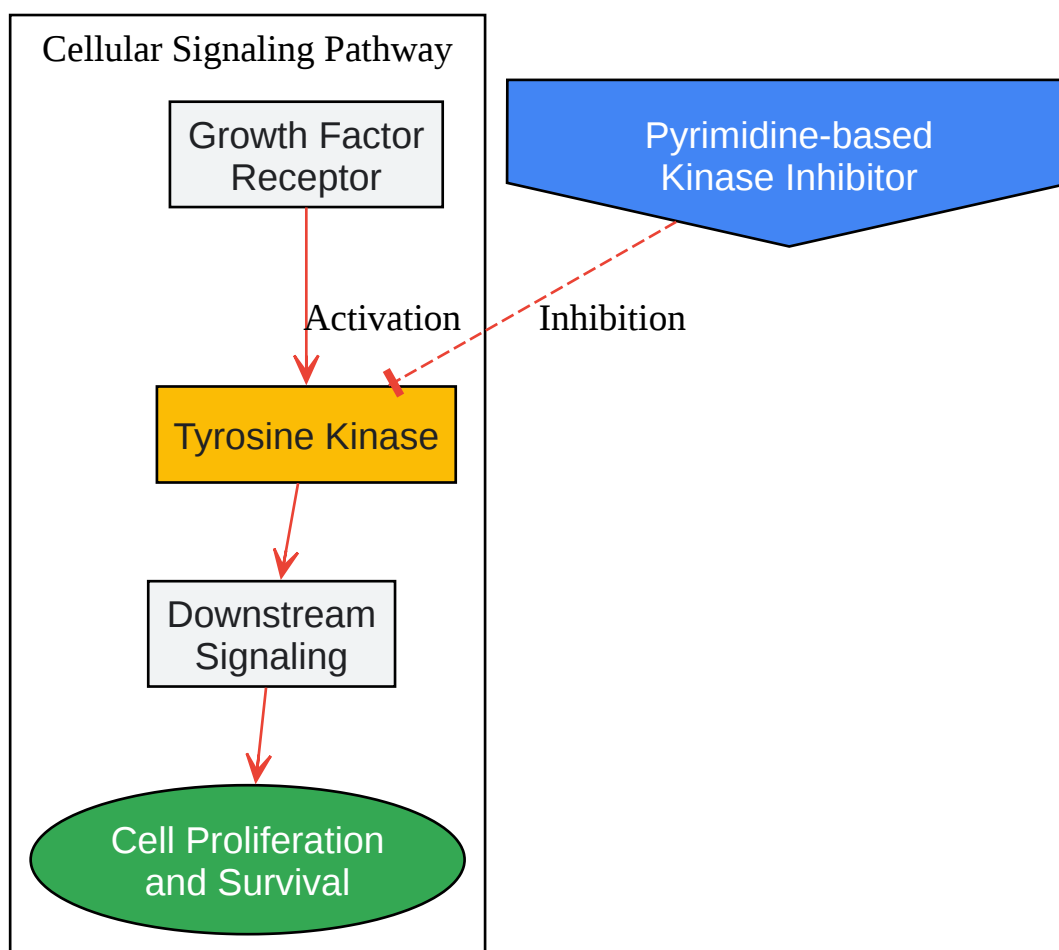 Cellular Signaling Pathway
Growth Factor
Receptor
Pyrimidine-based
Kinase Inhibitor
Activation
Inhibition
Tyrosine Kinase
Downstream
Signaling
Cell Proliferation
and Survival